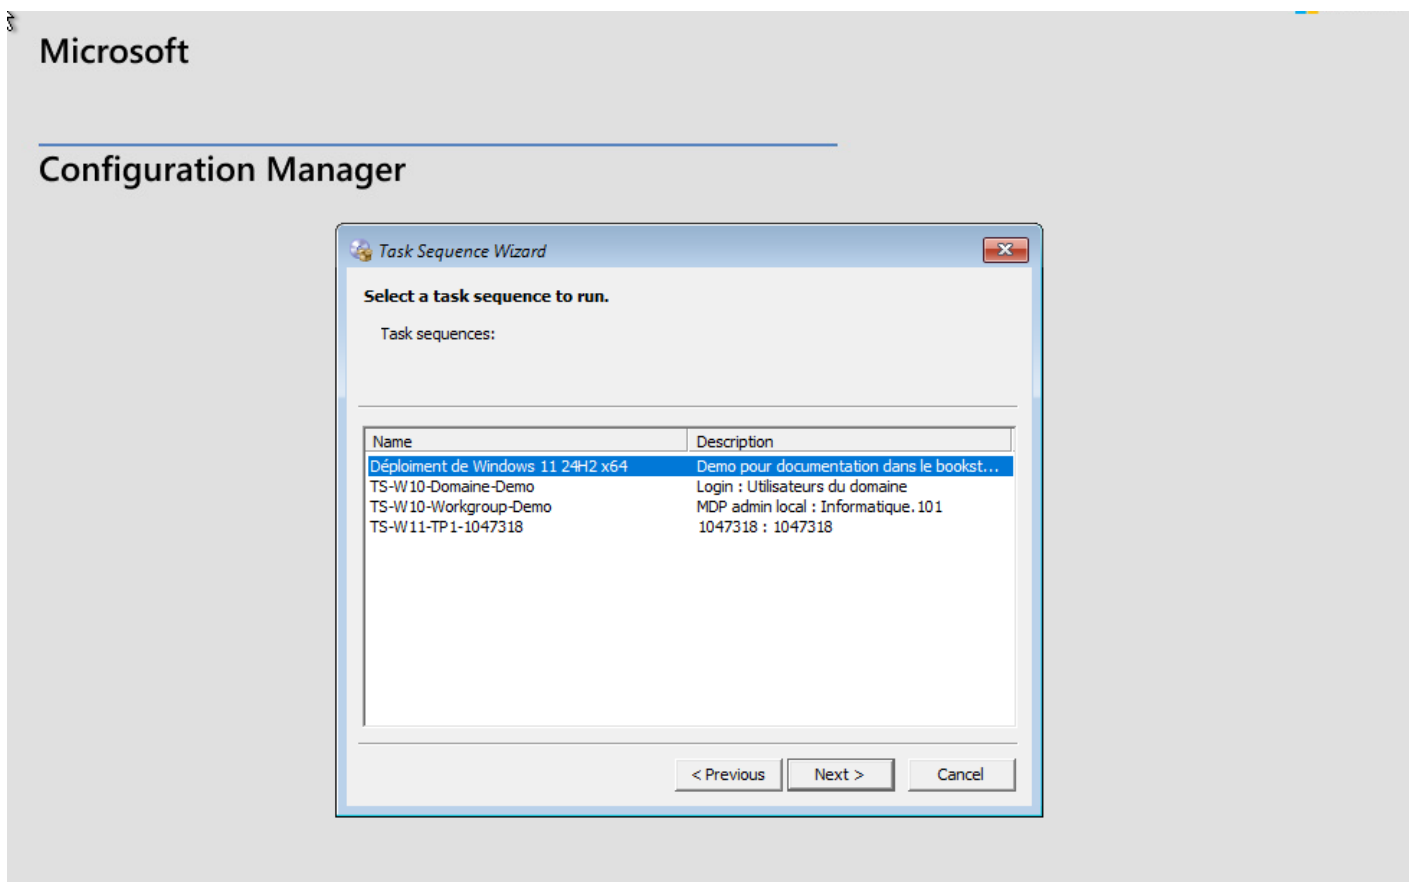 Microsoft
Configuration Manager
Task Sequence Wizard
Select a task sequence to run.
Task sequences:
Name Description
Déploiment de Windows 11 24H2 x64 Demo pour documentation dans le bookst...
TS-W10-Domaine-Demo Login : Utilisateurs du domaine
TS-W10-Workgroup-Demo MDP admin local : Informatique.101
TS-W11-TP1-1047318 1047318 : 1047318
< Previous Next > Cancel